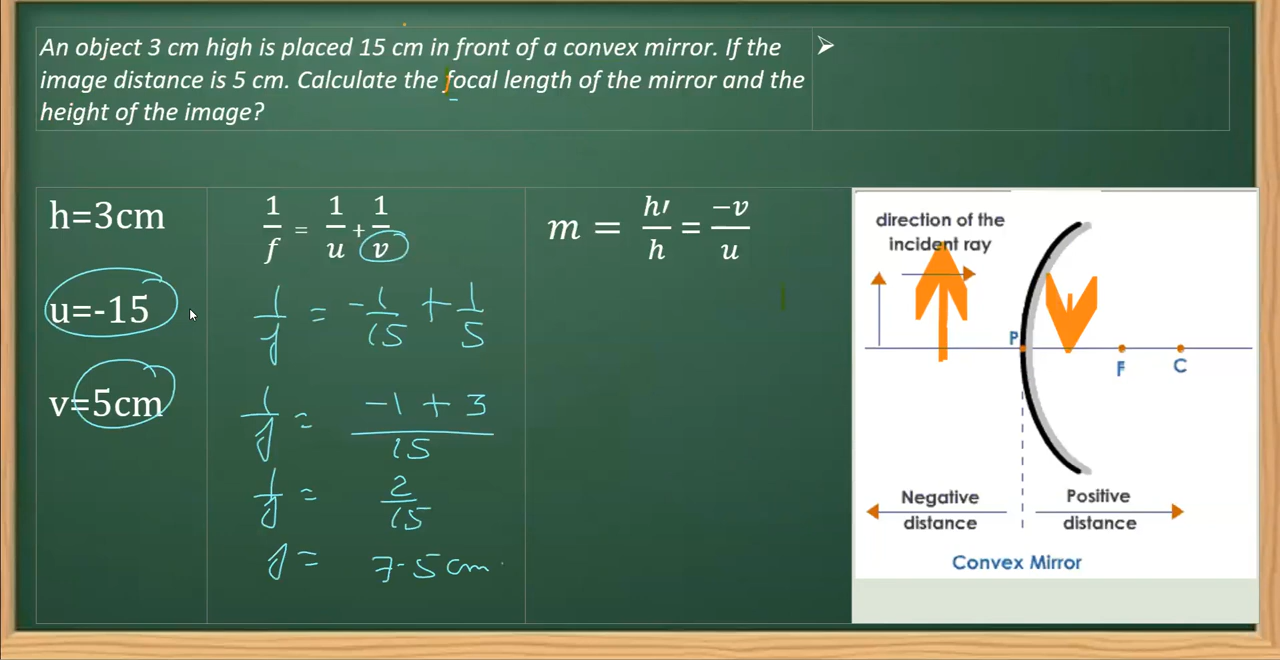 An object 3 cm high is placed 15 cm in front of a convex mirror. If the
image distance is 5 cm. Calculate the focal length of the mirror and the
height of the image?
➢
h=3cm
u=-15
v=5cm
1/f = 1/u + 1/v
1/f = -1/15 + 1/5
1/f = (-1 + 3)/15
1/f = 2/15
f = 7.5 cm.
m = h′/h = -v/u
direction of the
incident ray
P
F
C
Negative
distance
Positive
distance
Convex Mirror